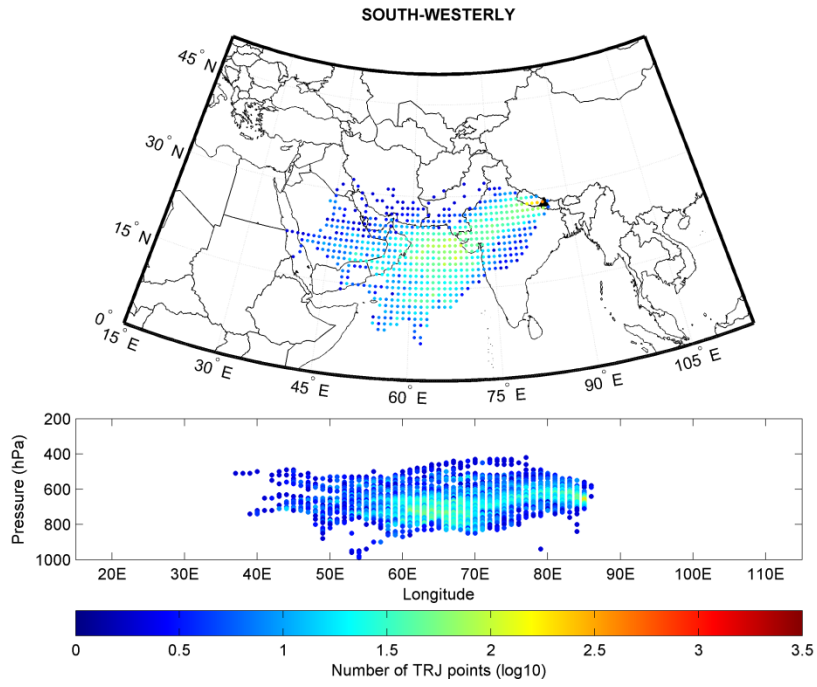 SOUTH-WESTERLY
45° N
30° N
15° N
0°
15° E
30° E
45° E
60° E
75° E
90° E
105° E
200
400
600
800
1000
Pressure (hPa)
20E 30E 40E 50E 60E 70E 80E 90E 100E 110E
Longitude
0 0.5 1 1.5 2 2.5 3 3.5
Number of TRJ points (log10)